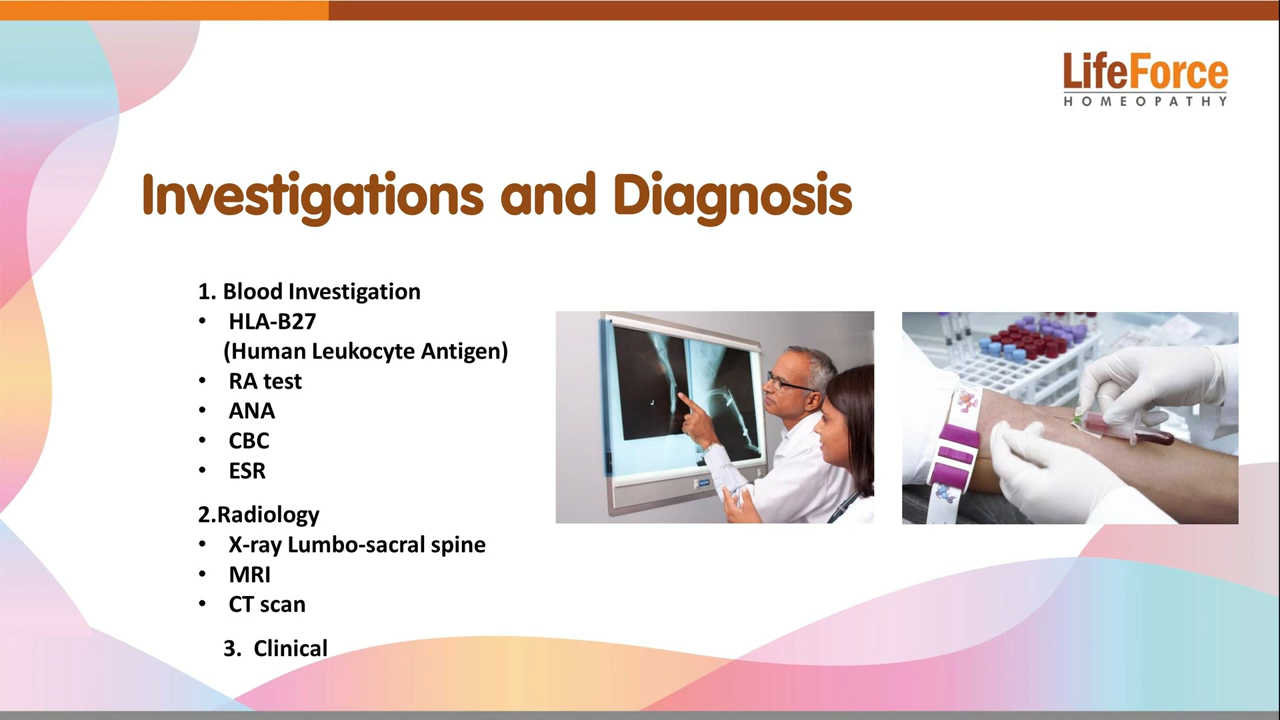 LifeForce
HOMEOPATHY
Investigations and Diagnosis
1. Blood Investigation
• HLA-B27
(Human Leukocyte Antigen)
• RA test
• ANA
• CBC
• ESR
2.Radiology
• X-ray Lumbo-sacral spine
• MRI
• CT scan
3. Clinical